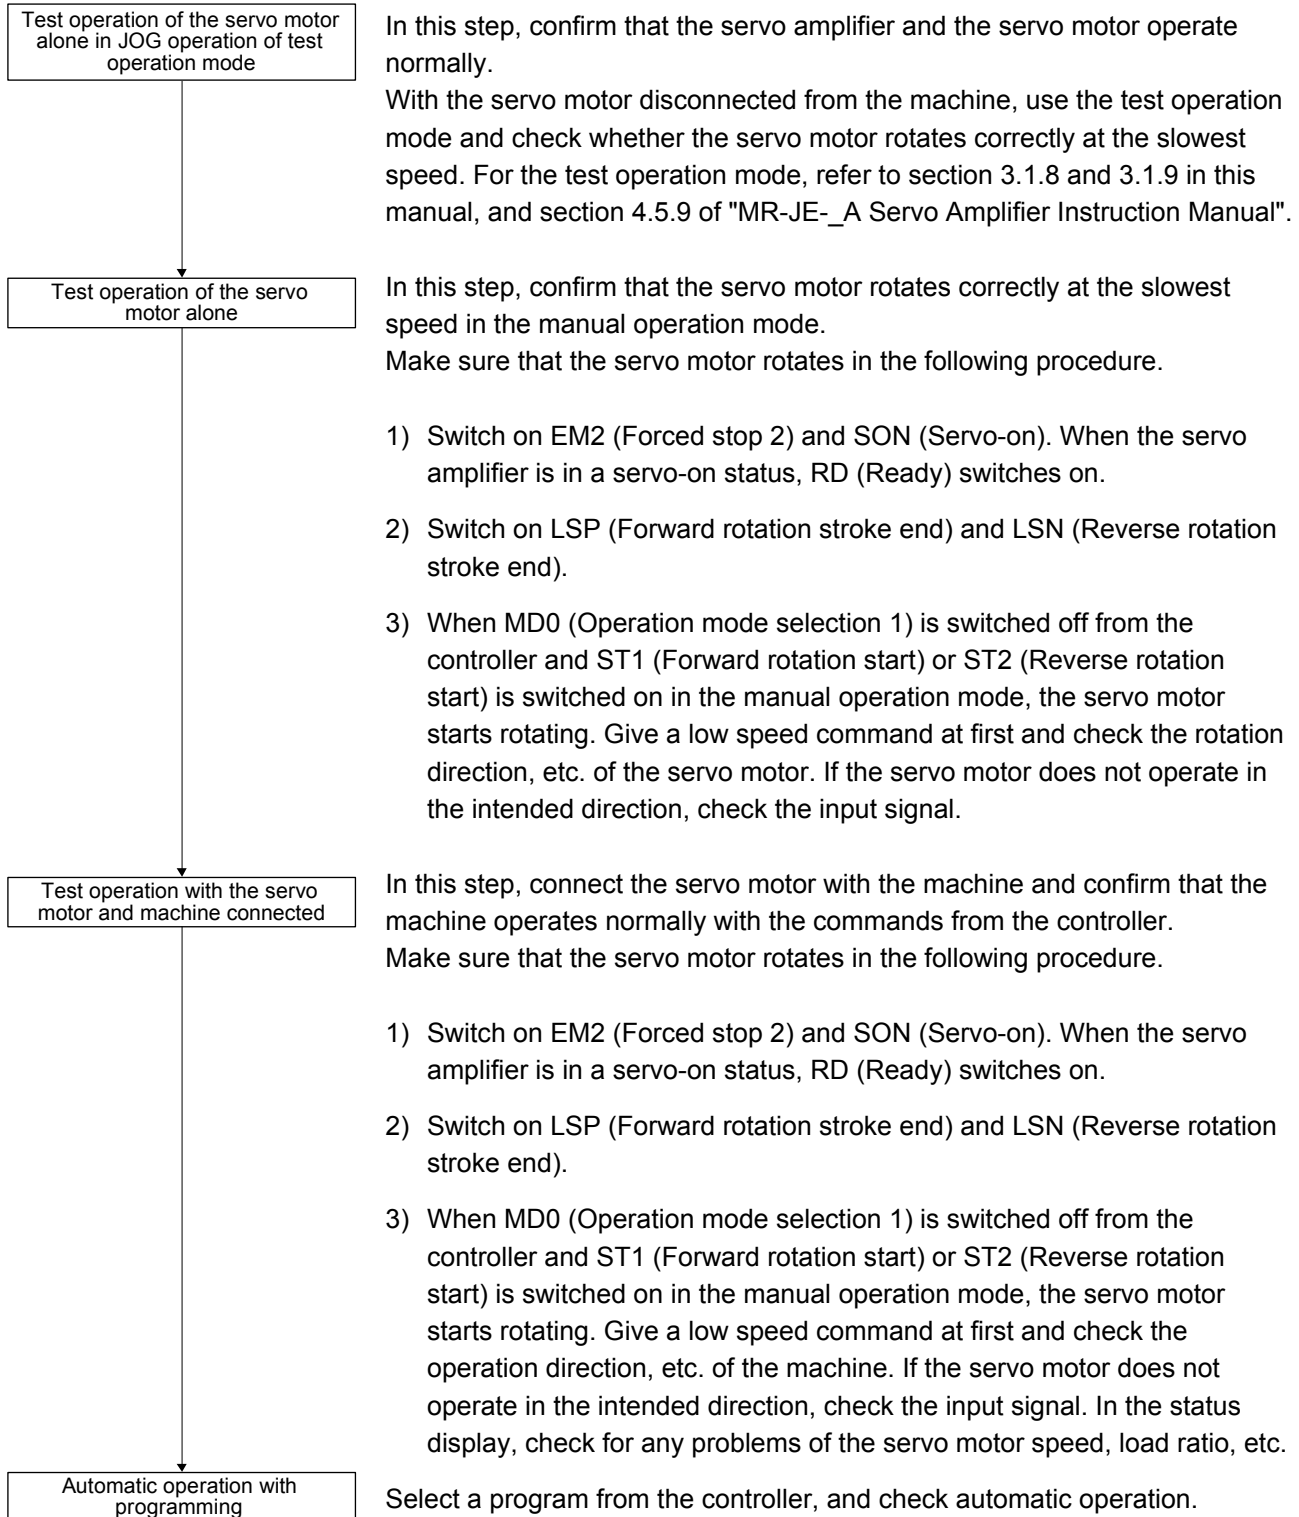 Test operation of the servo motor
alone in JOG operation of test
operation mode
In this step, confirm that the servo amplifier and the servo motor operate
normally.
With the servo motor disconnected from the machine, use the test operation
mode and check whether the servo motor rotates correctly at the slowest
speed. For the test operation mode, refer to section 3.1.8 and 3.1.9 in this
manual, and section 4.5.9 of "MR-JE-_A Servo Amplifier Instruction Manual".
Test operation of the servo
motor alone
In this step, confirm that the servo motor rotates correctly at the slowest
speed in the manual operation mode.
Make sure that the servo motor rotates in the following procedure.
1) Switch on EM2 (Forced stop 2) and SON (Servo-on). When the servo
amplifier is in a servo-on status, RD (Ready) switches on.
2) Switch on LSP (Forward rotation stroke end) and LSN (Reverse rotation
stroke end).
3) When MD0 (Operation mode selection 1) is switched off from the
controller and ST1 (Forward rotation start) or ST2 (Reverse rotation
start) is switched on in the manual operation mode, the servo motor
starts rotating. Give a low speed command at first and check the rotation
direction, etc. of the servo motor. If the servo motor does not operate in
the intended direction, check the input signal.
Test operation with the servo
motor and machine connected
In this step, connect the servo motor with the machine and confirm that the
machine operates normally with the commands from the controller.
Make sure that the servo motor rotates in the following procedure.
1) Switch on EM2 (Forced stop 2) and SON (Servo-on). When the servo
amplifier is in a servo-on status, RD (Ready) switches on.
2) Switch on LSP (Forward rotation stroke end) and LSN (Reverse rotation
stroke end).
3) When MD0 (Operation mode selection 1) is switched off from the
controller and ST1 (Forward rotation start) or ST2 (Reverse rotation
start) is switched on in the manual operation mode, the servo motor
starts rotating. Give a low speed command at first and check the
operation direction, etc. of the machine. If the servo motor does not
operate in the intended direction, check the input signal. In the status
display, check for any problems of the servo motor speed, load ratio, etc.
Automatic operation with
programming
Select a program from the controller, and check automatic operation.